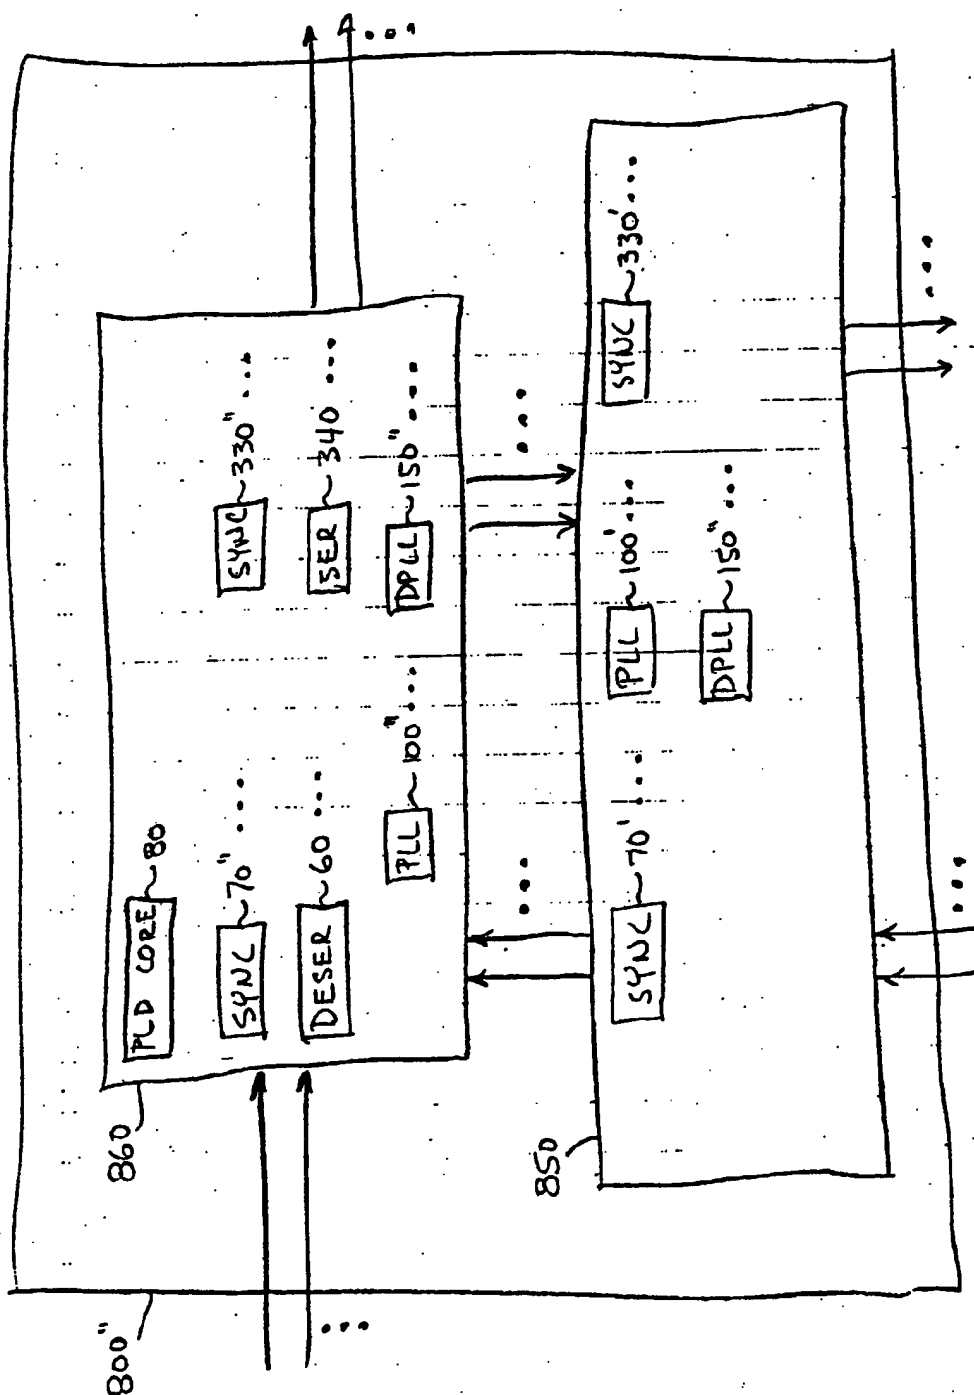 800"
860
PLD CORE 80
SYNC 70" ...
SYNC 330" ...
DESER 60 ...
SER 340 ...
PLL 100" ...
DPLL 150" ...
850
SYNC 70' ...
PLL 100' ...
SYNC 330' ...
DPLL 150" ...